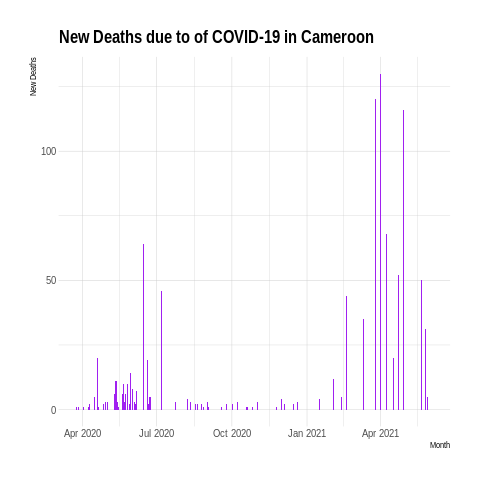 New Deaths due to of COVID-19 in Cameroon
New Deaths
100
50
0
Apr 2020 Jul 2020 Oct 2020 Jan 2021 Apr 2021
Month